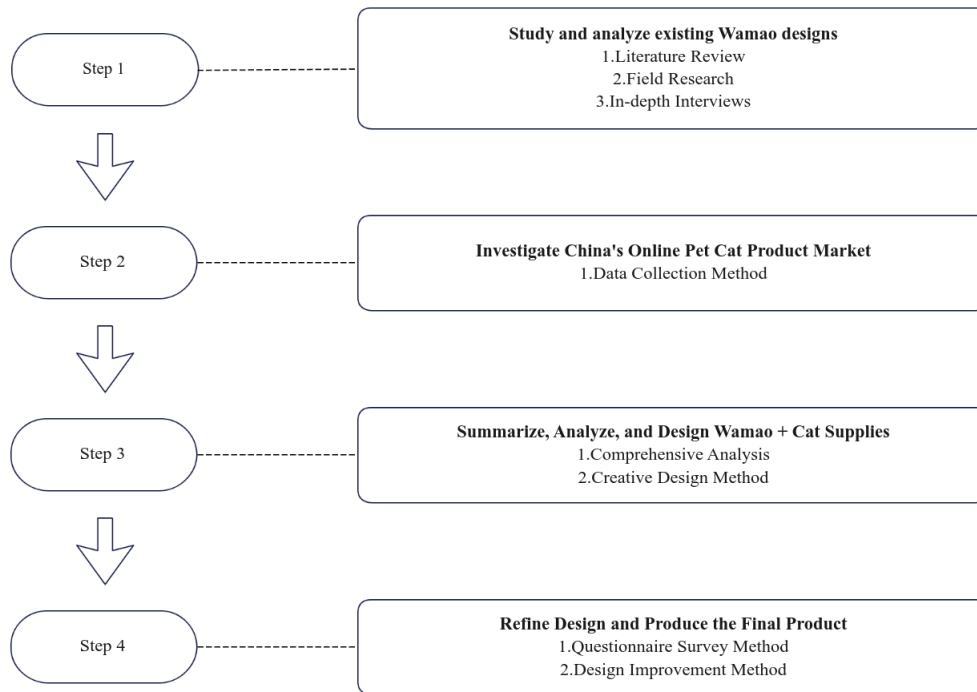 Step 1
Study and analyze existing Wamao designs
1.Literature Review
2.Field Research
3.In-depth Interviews
Step 2
Investigate China's Online Pet Cat Product Market
1.Data Collection Method
Step 3
Summarize, Analyze, and Design Wamao + Cat Supplies
1.Comprehensive Analysis
2.Creative Design Method
Step 4
Refine Design and Produce the Final Product
1.Questionnaire Survey Method
2.Design Improvement Method